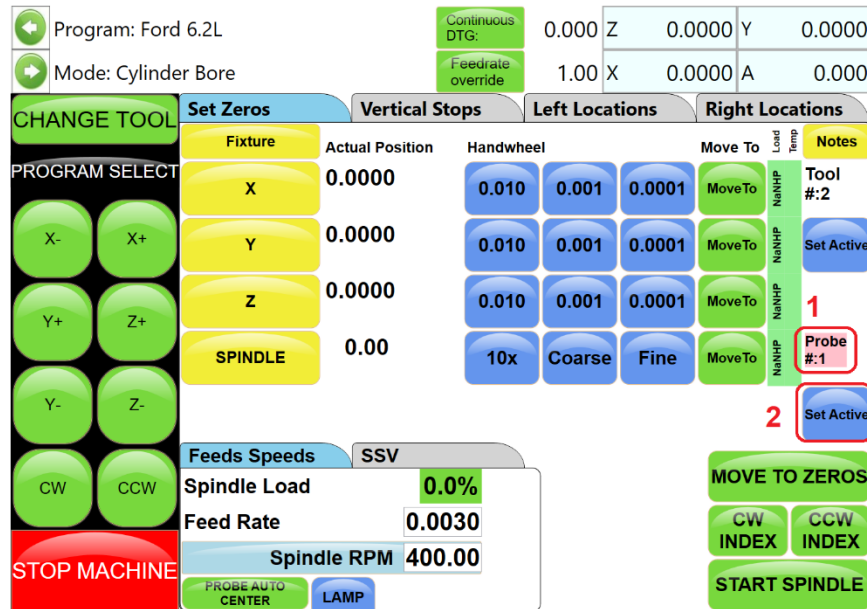 Program: Ford 6.2L
Continuous DTG:
0.000
Z
0.0000
Y
0.0000
Mode: Cylinder Bore
Feedrate override
1.00
X
0.0000
A
0.000
CHANGE TOOL
Set Zeros
Vertical Stops
Left Locations
Right Locations
Fixture
Actual Position
Handwheel
Move To
Load
Temp
Notes
PROGRAM SELECT
X
0.0000
0.010
0.001
0.0001
MoveTo
NaNHP
Tool
#:2
X-
X+
Y
0.0000
0.010
0.001
0.0001
MoveTo
NaNHP
Set Active
Z
0.0000
0.010
0.001
0.0001
MoveTo
NaNHP
1
Y+
Z+
SPINDLE
0.00
10x
Coarse
Fine
MoveTo
NaNHP
Probe
#:1
Y-
Z-
2
Set Active
Feeds Speeds
SSV
CW
CCW
Spindle Load
0.0%
MOVE TO ZEROS
Feed Rate
0.0030
CW
INDEX
CCW
INDEX
STOP MACHINE
Spindle RPM
400.00
PROBE AUTO
CENTER
LAMP
START SPINDLE